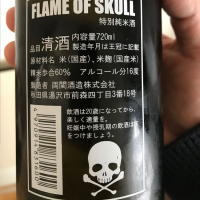 FLAME OF SKULL
特別純米酒
品目 清酒 内容量720ml
製造年月は王冠に記載
原材料名 米(国産)、米麹(国産米)
精米歩合60% アルコール分16度
製造者 両関酒造株式会社
秋田県湯沢市前森四丁目3番18号
飲酒は20歳になってから。
楽しく適量を。
妊娠中や授乳期の飲酒は気
をつけましょう。